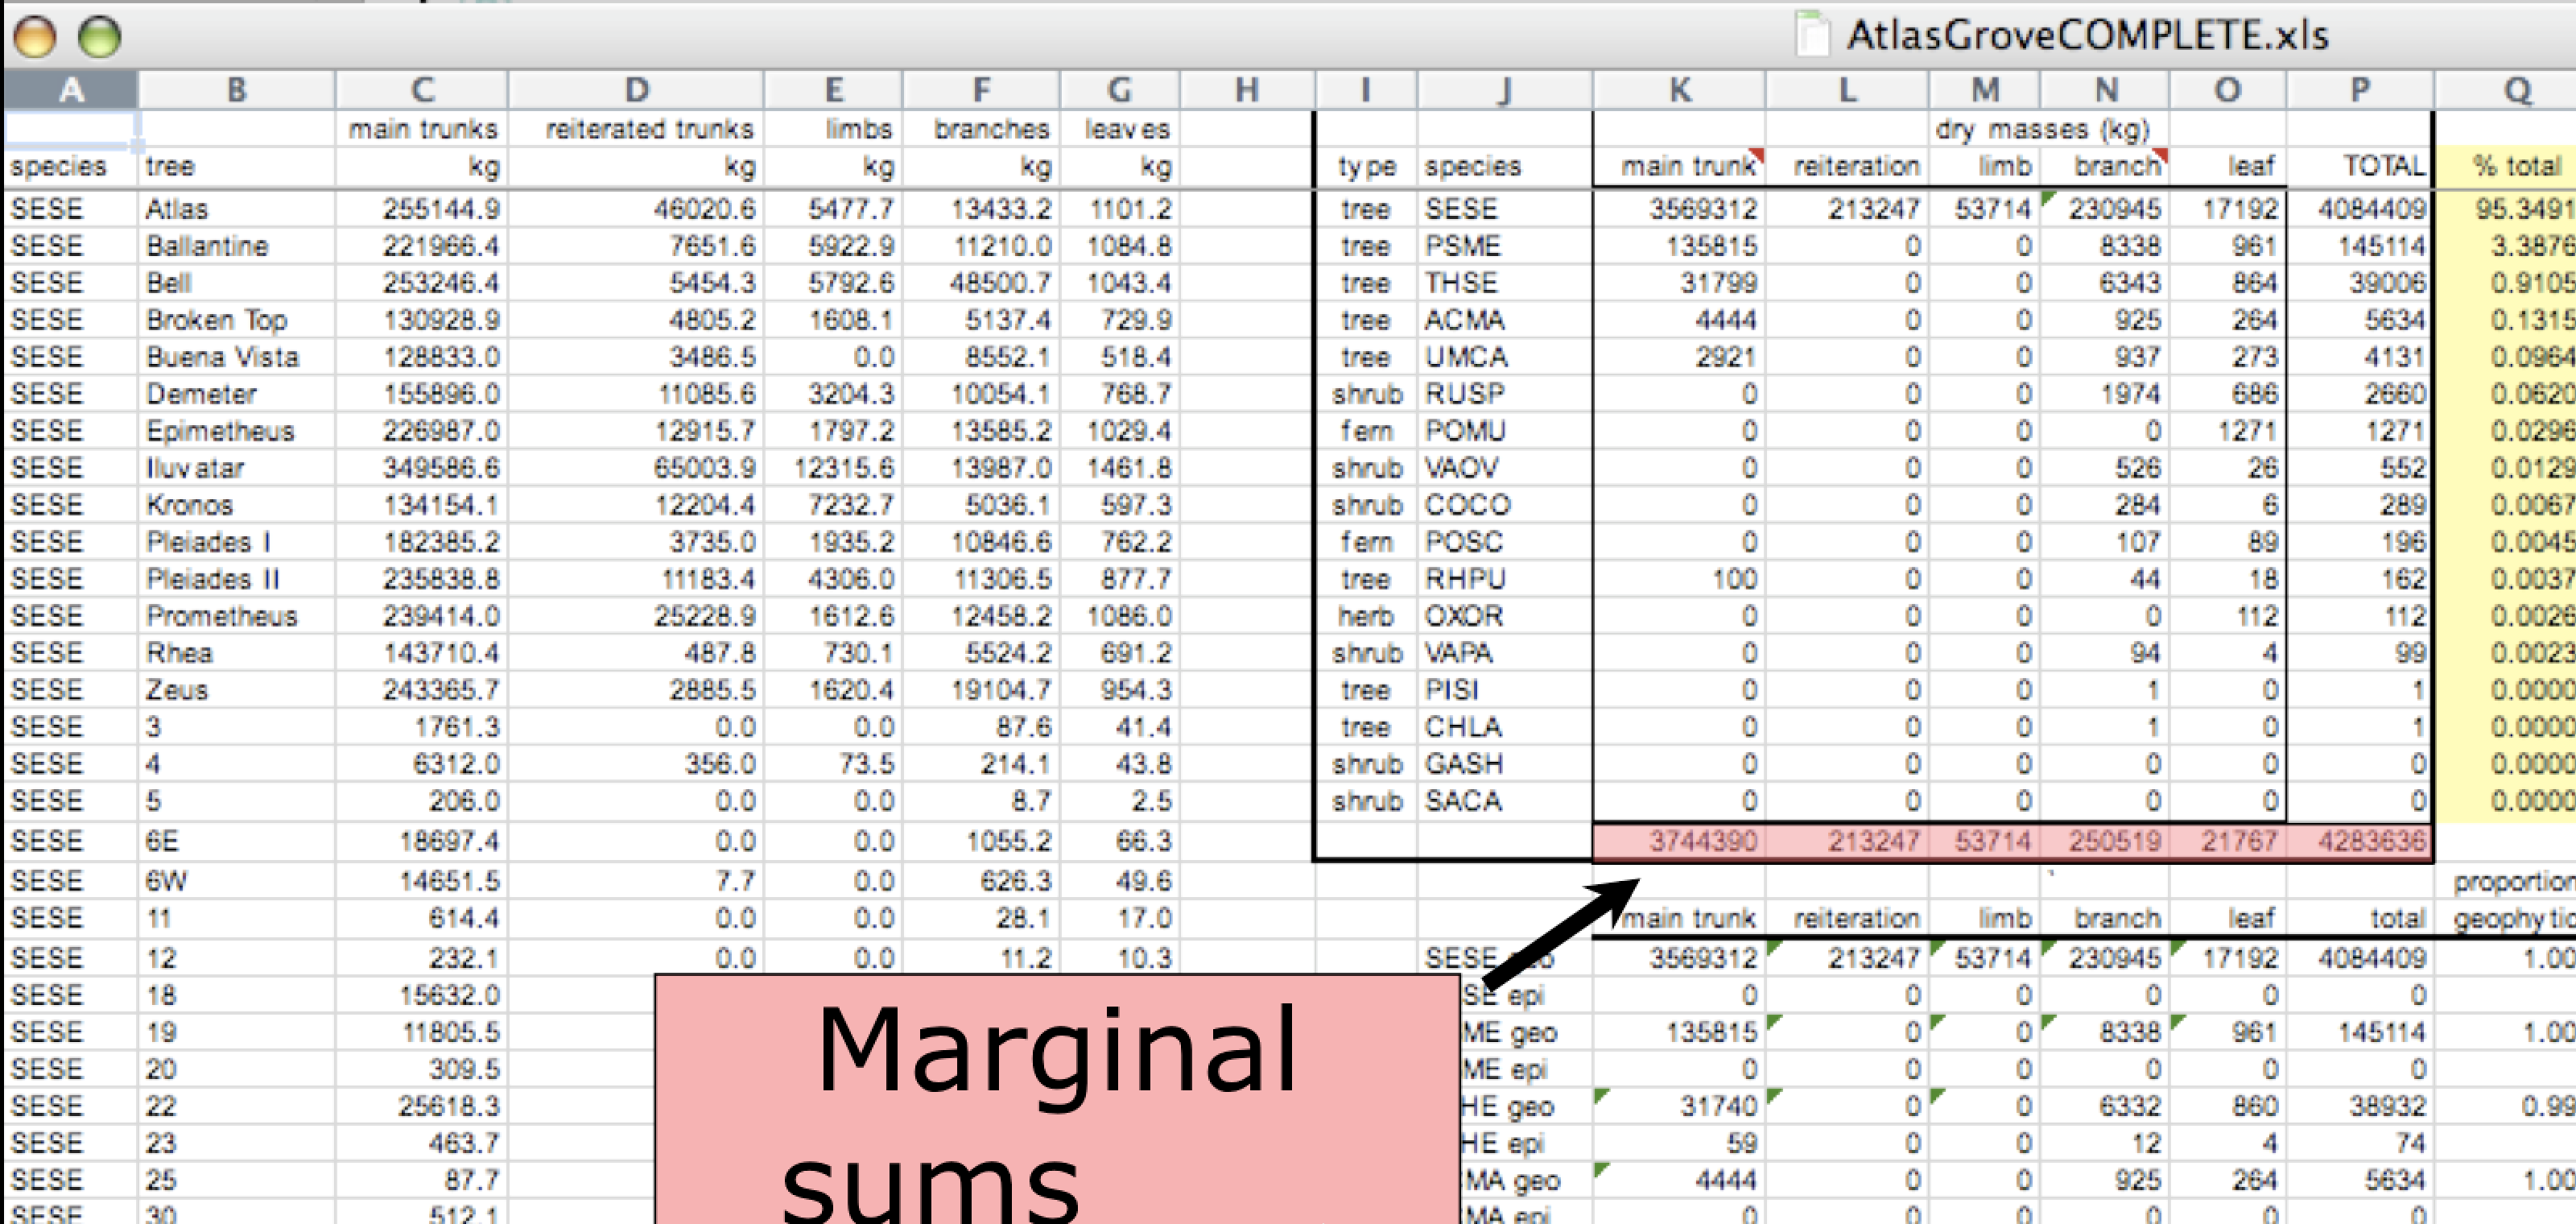 AtlasGroveCOMPLETE.xls
A B C D E F G H I J K L M N O P Q
main trunks reiterated trunks limbs branches leaves dry masses (kg)
species tree kg kg kg kg kg type species main trunk reiteration limb branch leaf TOTAL % total
SESE Atlas 255144.9 46020.6 5477.7 13433.2 1101.2 tree SESE 3569312 213247 53714 230945 17192 4084409 95.3491
SESE Ballantine 221966.4 7651.6 5922.9 11210.0 1084.8 tree PSME 135815 0 0 8338 961 145114 3.3876
SESE Bell 253246.4 5454.3 5792.6 48500.7 1043.4 tree THSE 31799 0 0 6343 864 39006 0.9105
SESE Broken Top 130928.9 4805.2 1608.1 5137.4 729.9 tree ACMA 4444 0 0 925 264 5634 0.1315
SESE Buena Vista 128833.0 3486.5 0.0 8552.1 518.4 tree UMCA 2921 0 0 937 273 4131 0.0964
SESE Demeter 155896.0 11085.6 3204.3 10054.1 768.7 shrub RUSP 0 0 0 1974 686 2660 0.0620
SESE Epimetheus 226987.0 12915.7 1797.2 13585.2 1029.4 fern POMU 0 0 0 0 1271 1271 0.0296
SESE Iluvatar 349586.6 65003.9 12315.6 13987.0 1461.8 shrub VAOV 0 0 0 526 26 552 0.0129
SESE Kronos 134154.1 12204.4 7232.7 5036.1 597.3 shrub COCO 0 0 0 284 6 289 0.0067
SESE Pleiades I 182385.2 3735.0 1935.2 10846.6 762.2 fern POSC 0 0 0 107 89 196 0.0045
SESE Pleiades II 235838.8 11183.4 4306.0 11306.5 877.7 tree RHPU 100 0 0 44 18 162 0.0037
SESE Prometheus 239414.0 25228.9 1612.6 12458.2 1086.0 herb OXOR 0 0 0 0 112 112 0.0026
SESE Rhea 143710.4 487.8 730.1 5524.2 691.2 shrub VAPA 0 0 0 94 4 99 0.0023
SESE Zeus 243365.7 2885.5 1620.4 19104.7 954.3 tree PISI 0 0 0 1 0 1 0.0000
SESE 3 1761.3 0.0 0.0 87.6 41.4 tree CHLA 0 0 0 1 0 1 0.0000
SESE 4 6312.0 356.0 73.5 214.1 43.8 shrub GASH 0 0 0 0 0 0 0.0000
SESE 5 206.0 0.0 0.0 8.7 2.5 shrub SACA 0 0 0 0 0 0 0.0000
SESE 6E 18697.4 0.0 0.0 1055.2 66.3 3744390 213247 53714 250519 21767 4283636
SESE 6W 14651.5 7.7 0.0 626.3 49.6 proportion
SESE 11 614.4 0.0 0.0 28.1 17.0 main trunk reiteration limb branch leaf total geophytic
SESE 12 232.1 0.0 0.0 11.2 10.3 SESE 3569312 213247 53714 230945 17192 4084409 1.00
SESE 18 15632.0 SE epi 0 0 0 0 0 0
SESE 19 11805.5 ME geo 135815 0 0 8338 961 145114 1.00
SESE 20 309.5 ME epi 0 0 0 0 0 0
SESE 22 25618.3 HE geo 31740 0 0 6332 860 38932 0.99
SESE 23 463.7 HE epi 59 0 0 12 4 74
SESE 25 87.7 MA geo 4444 0 0 925 264 5634 1.00
SESE 30 512.1 MA epi 0 0 0 0 0 0
Marginal
sums